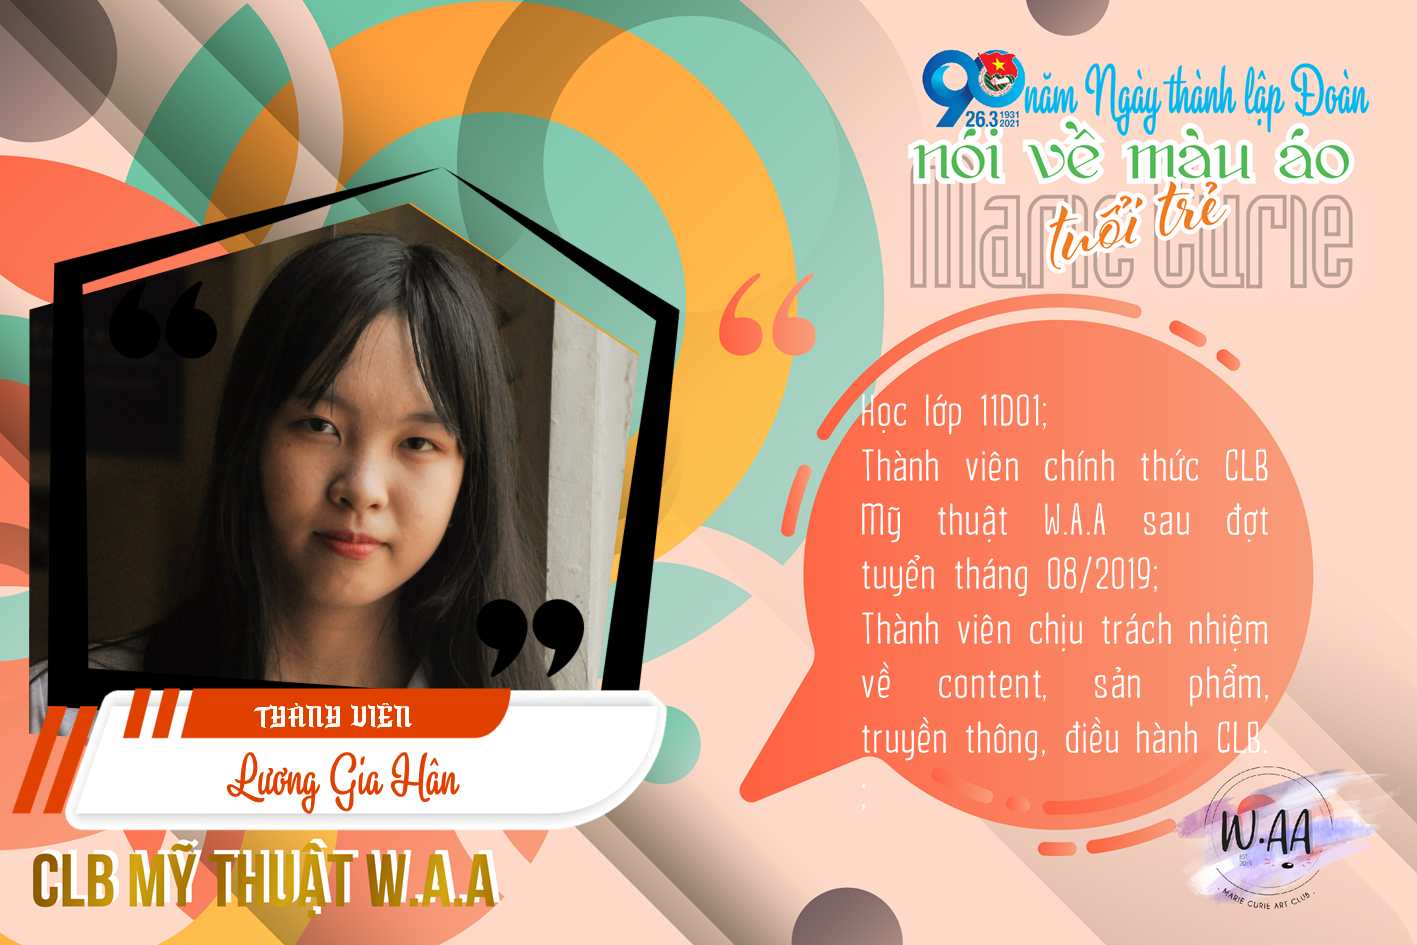 90 năm Ngày thành lập Đoàn
26.3 1931 2021
nói về màu áo
tuổi trẻ
Marie Curie
Học lớp 11D01;
Thành viên chính thức CLB
Mỹ thuật W.A.A sau đợt
tuyển tháng 08/2019;
Thành viên chịu trách nhiệm
về content, sản phẩm,
truyền thông, điều hành CLB.
;
THÀNH VIÊN
Lương Gia Hân
CLB MỸ THUẬT W.A.A
W.AA
EST.
MARIE CURIE ART CLUB